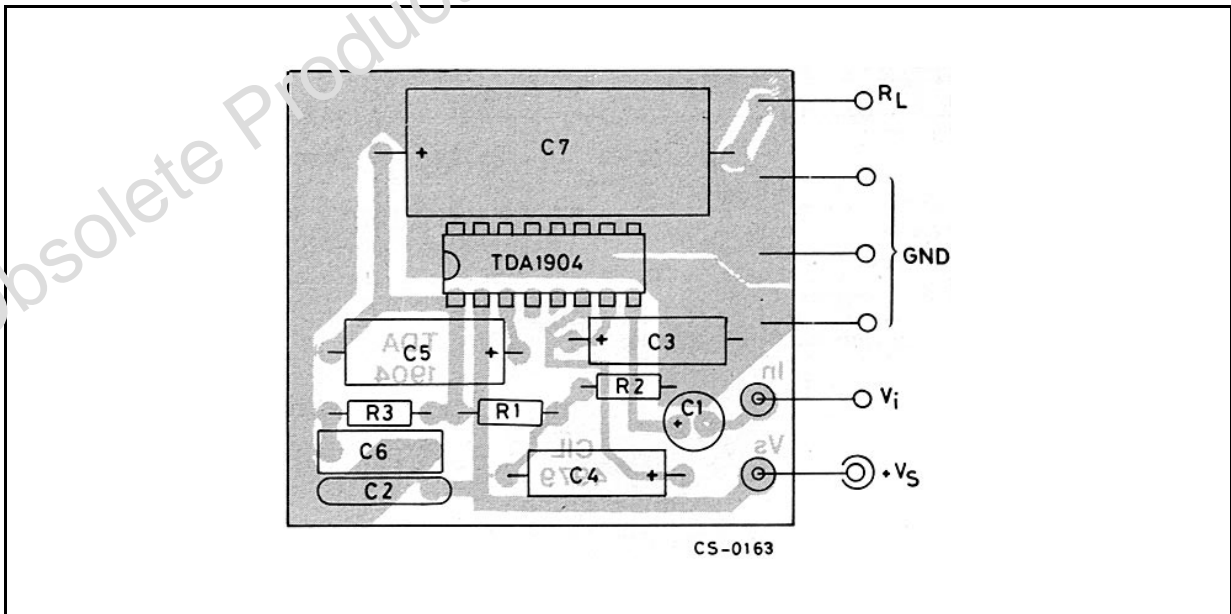 Obsolete Produc
R_L
C7
TDA1904
GND
C5
+
+
C3
TDA
1904
R2
In
Vi
R3
R1
C1
+
C6
Vs
CIL
C4
+
+Vs
C2
CS-0163